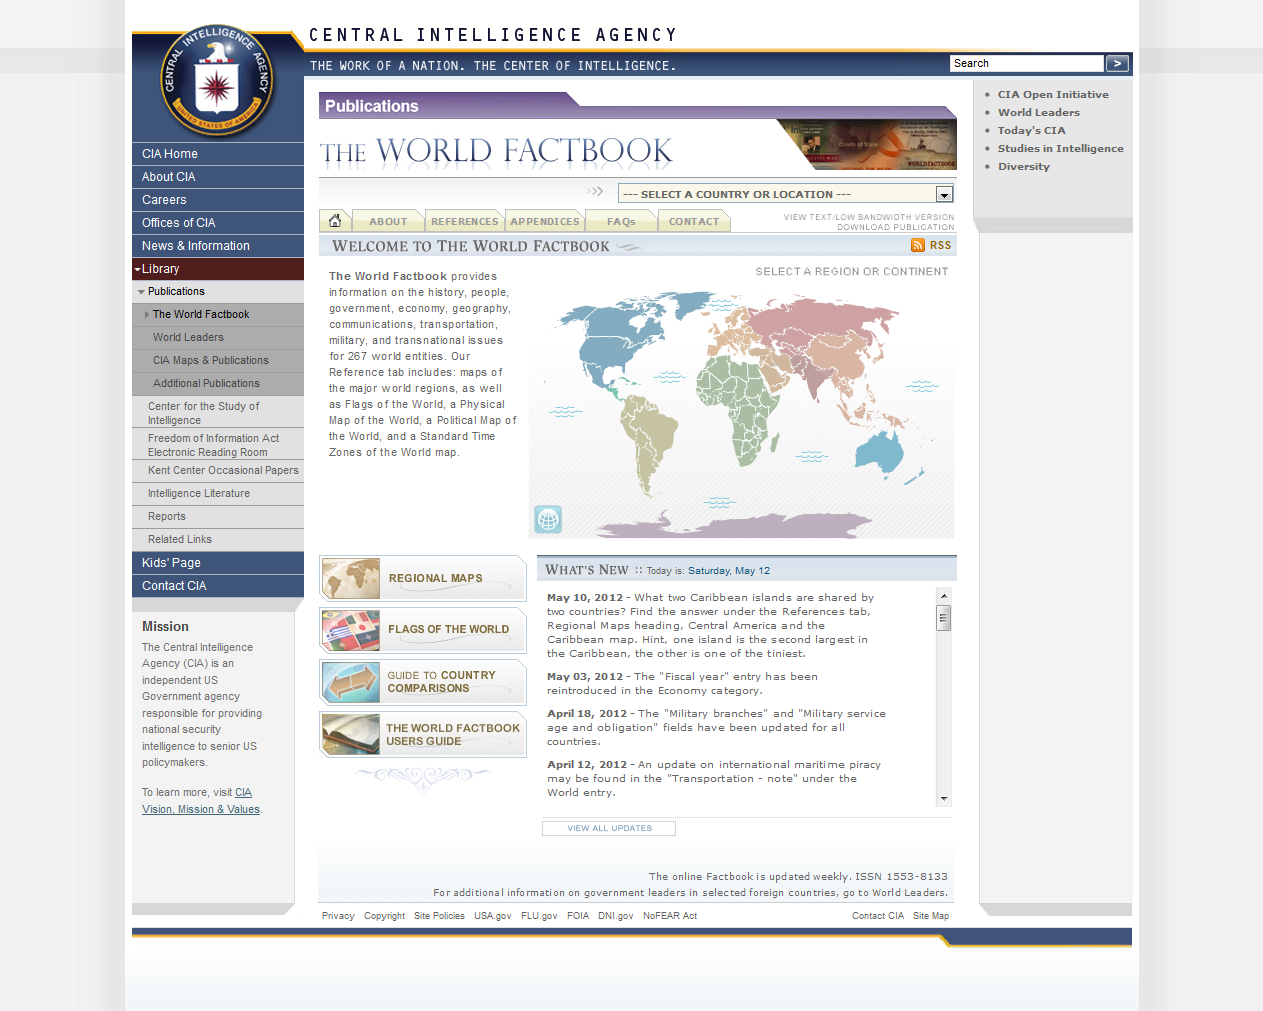 CENTRAL INTELLIGENCE AGENCY
CENTRAL INTELLIGENCE AGENCY
UNITED STATES OF AMERICA
THE WORK OF A NATION. THE CENTER OF INTELLIGENCE.
Search
>
CIA Home
About CIA
Careers
Offices of CIA
News & Information
Library
Publications
The World Factbook
World Leaders
CIA Maps & Publications
Additional Publications
Center for the Study of
Intelligence
Freedom of Information Act
Electronic Reading Room
Kent Center Occasional Papers
Intelligence Literature
Reports
Related Links
Kids' Page
Contact CIA
Mission
The Central Intelligence
Agency (CIA) is an
independent US
Government agency
responsible for providing
national security
intelligence to senior US
policymakers.
To learn more, visit CIA
Vision, Mission & Values.
Publications
THE WORLD FACTBOOK
Chiefs of State
WORLD FACTBOOK
--- SELECT A COUNTRY OR LOCATION ---
ABOUT
REFERENCES
APPENDICES
FAQs
CONTACT
VIEW TEXT/LOW BANDWIDTH VERSION
DOWNLOAD PUBLICATION
WELCOME TO THE WORLD FACTBOOK
RSS
The World Factbook provides
information on the history, people,
government, economy, geography,
communications, transportation,
military, and transnational issues
for 267 world entities. Our
Reference tab includes: maps of
the major world regions, as well
as Flags of the World, a Physical
Map of the World, a Political Map of
the World, and a Standard Time
Zones of the World map.
SELECT A REGION OR CONTINENT
REGIONAL MAPS
FLAGS OF THE WORLD
GUIDE TO COUNTRY
COMPARISONS
THE WORLD FACTBOOK
USERS GUIDE
WHAT'S NEW :: Today is: Saturday, May 12
May 10, 2012 - What two Caribbean islands are shared by
two countries? Find the answer under the References tab,
Regional Maps heading, Central America and the
Caribbean map. Hint, one island is the second largest in
the Caribbean, the other is one of the tiniest.
May 03, 2012 - The "Fiscal year" entry has been
reintroduced in the Economy category.
April 18, 2012 - The "Military branches" and "Military service
age and obligation" fields have been updated for all
countries.
April 12, 2012 - An update on international maritime piracy
may be found in the "Transportation - note" under the
World entry.
VIEW ALL UPDATES
The online Factbook is updated weekly. ISSN 1553-8133
For additional information on government leaders in selected foreign countries, go to World Leaders.
Privacy Copyright Site Policies USA.gov FLU.gov FOIA DNI.gov NoFEAR Act
Contact CIA Site Map
CIA Open Initiative
World Leaders
Today's CIA
Studies in Intelligence
Diversity